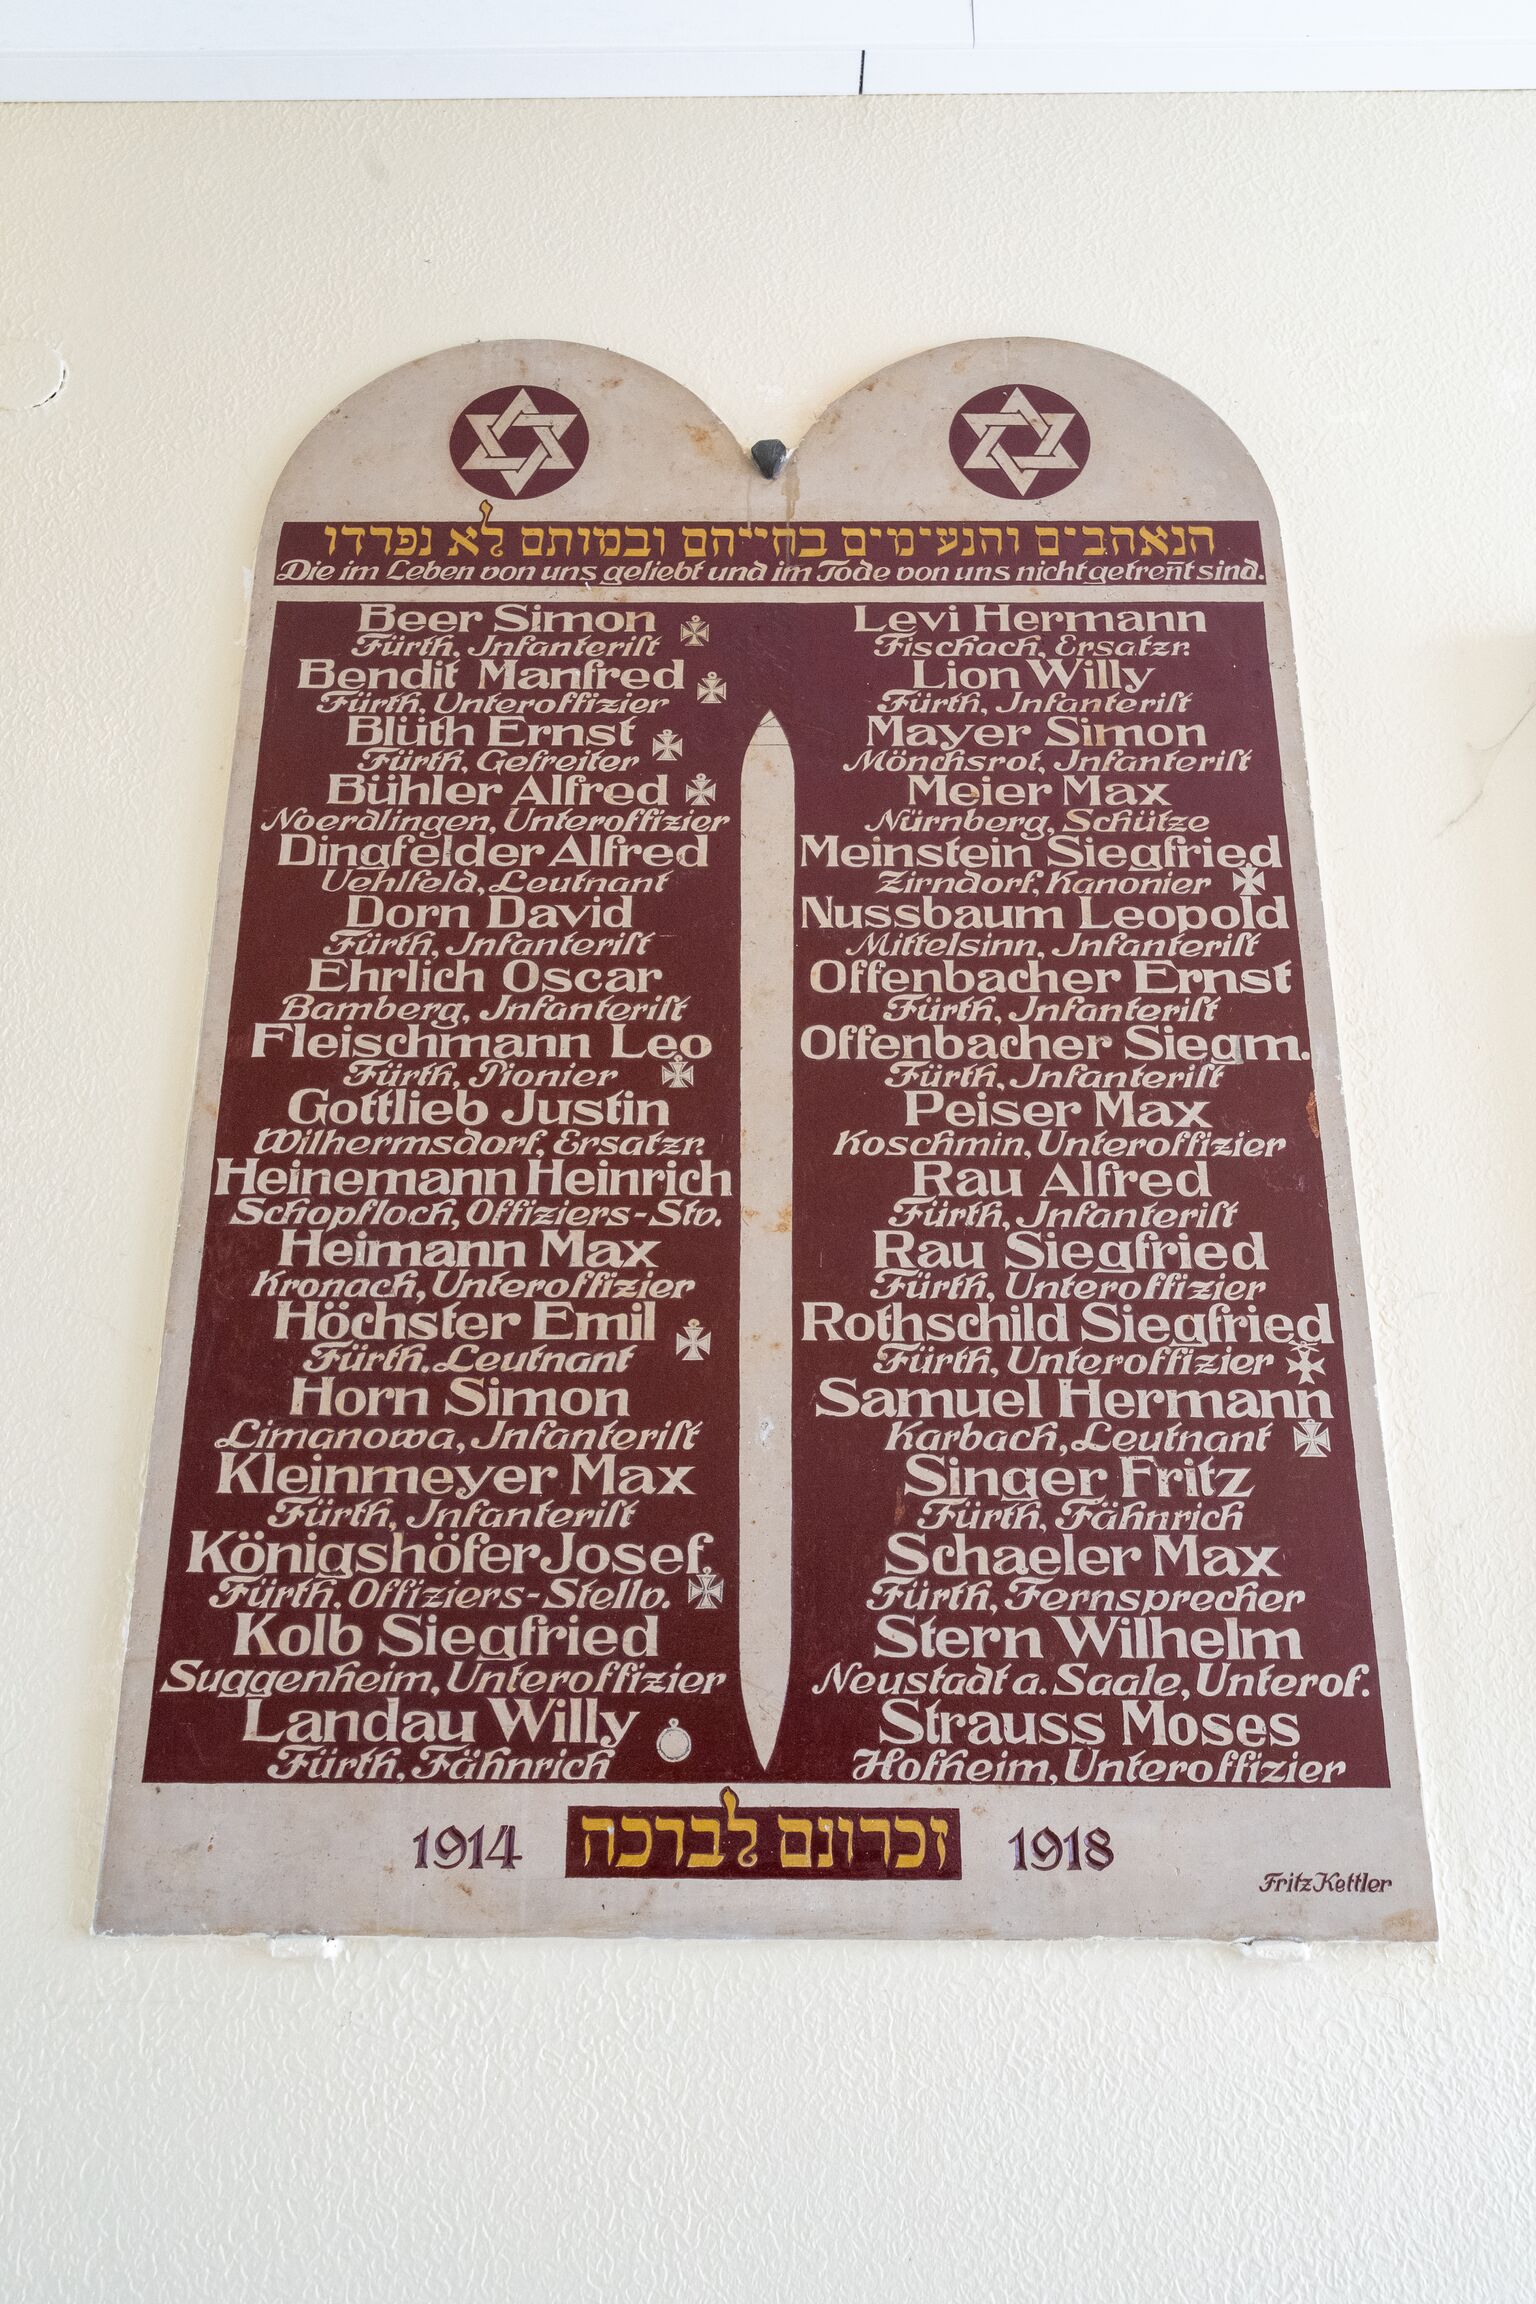 הנאהבים והנעימים בחייהם ובמותם לא נפרדו
Die im Leben von uns geliebt und im Tode von uns nicht getren̄t sind.
Beer Simon
Fürth, Infanterist
Bendit Manfred
Fürth, Unteroffizier
Blüth Ernst
Fürth, Gefreiter
Bühler Alfred
Noerdlingen, Unteroffizier
Dingfelder Alfred
Uehlfeld, Leutnant
Dorn David
Fürth, Infanterist
Ehrlich Oscar
Bamberg, Infanterist
Fleischmann Leo
Fürth, Pionier
Gottlieb Justin
Wilhermsdorf, Ersatzr.
Heinemann Heinrich
Schopfloch, Offiziers-Stv.
Heimann Max
Kronach, Unteroffizier
Höchster Emil
Fürth, Leutnant
Horn Simon
Limanowa, Infanterist
Kleinmeyer Max
Fürth, Infanterist
Königshöfer Josef
Fürth, Offiziers-Stellv.
Kolb Siegfried
Suggenheim, Unteroffizier
Landau Willy
Fürth, Fähnrich
Levi Hermann
Fischach, Ersatzr.
Lion Willy
Fürth, Infanterist
Mayer Simon
Mönchsrot, Infanterist
Meier Max
Nürnberg, Schütze
Meinstein Siegfried
Zirndorf, Kanonier
Nussbaum Leopold
Mittelsinn, Infanterist
Offenbacher Ernst
Fürth, Infanterist
Offenbacher Siegm.
Fürth, Infanterist
Peiser Max
Koschmin, Unteroffizier
Rau Alfred
Fürth, Infanterist
Rau Siegfried
Fürth, Unteroffizier
Rothschild Siegfried
Fürth, Unteroffizier
Samuel Hermann
Karbach, Leutnant
Singer Fritz
Fürth, Fähnrich
Schaeler Max
Fürth, Fernsprecher
Stern Wilhelm
Neustadt a. Saale, Unterof.
Strauss Moses
Hofheim, Unteroffizier
1914 זכרונם לברכה 1918
Fritz Kettler